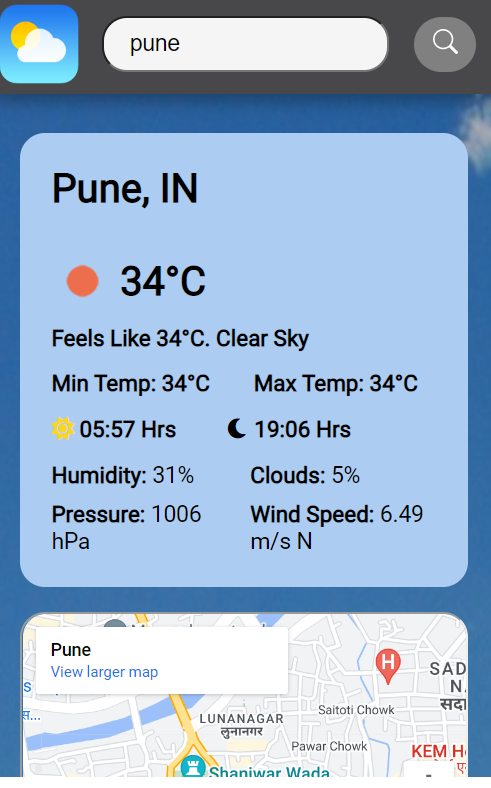 pune
Pune, IN
34°C
Feels Like 34°C. Clear Sky
Min Temp: 34°C Max Temp: 34°C
05:57 Hrs 19:06 Hrs
Humidity: 31% Clouds: 5%
Pressure: 1006 hPa
Wind Speed: 6.49 m/s N
Pune
View larger map
H
SAD
LUNANAGAR
लुनानगर
Saitoti Chowk
Pawar Chowk
KEM H
Shaniwar Wada